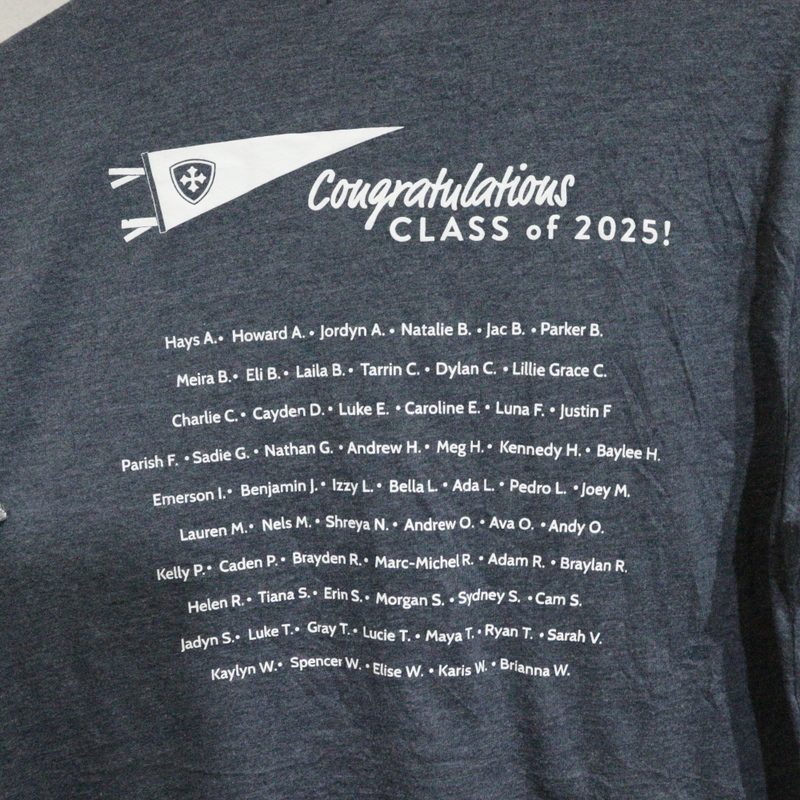 Congratulations
CLASS of 2025!
Hays A. • Howard A. • Jordyn A. • Natalie B. • Jac B. • Parker B.
Meira B. • Eli B. • Laila B. • Tarrin C. • Dylan C. • Lillie Grace C.
Charlie C. • Cayden D. • Luke E. • Caroline E. • Luna F. • Justin F
Parish F. • Sadie G. • Nathan G. • Andrew H. • Meg H. • Kennedy H. • Baylee H.
Emerson I. • Benjamin J. • Izzy L. • Bella L. • Ada L. • Pedro L. • Joey M.
Lauren M. • Nels M. • Shreya N. • Andrew O. • Ava O. • Andy O.
Kelly P. • Caden P. • Brayden R. • Marc-Michel R. • Adam R. • Braylan R.
Helen R. • Tiana S. • Erin S. • Morgan S. • Sydney S. • Cam S.
Jadyn S. • Luke T. • Gray T. • Lucie T. • Maya T. • Ryan T. • Sarah V.
Kaylyn W. • Spencer W. • Elise W. • Karis W. • Brianna W.